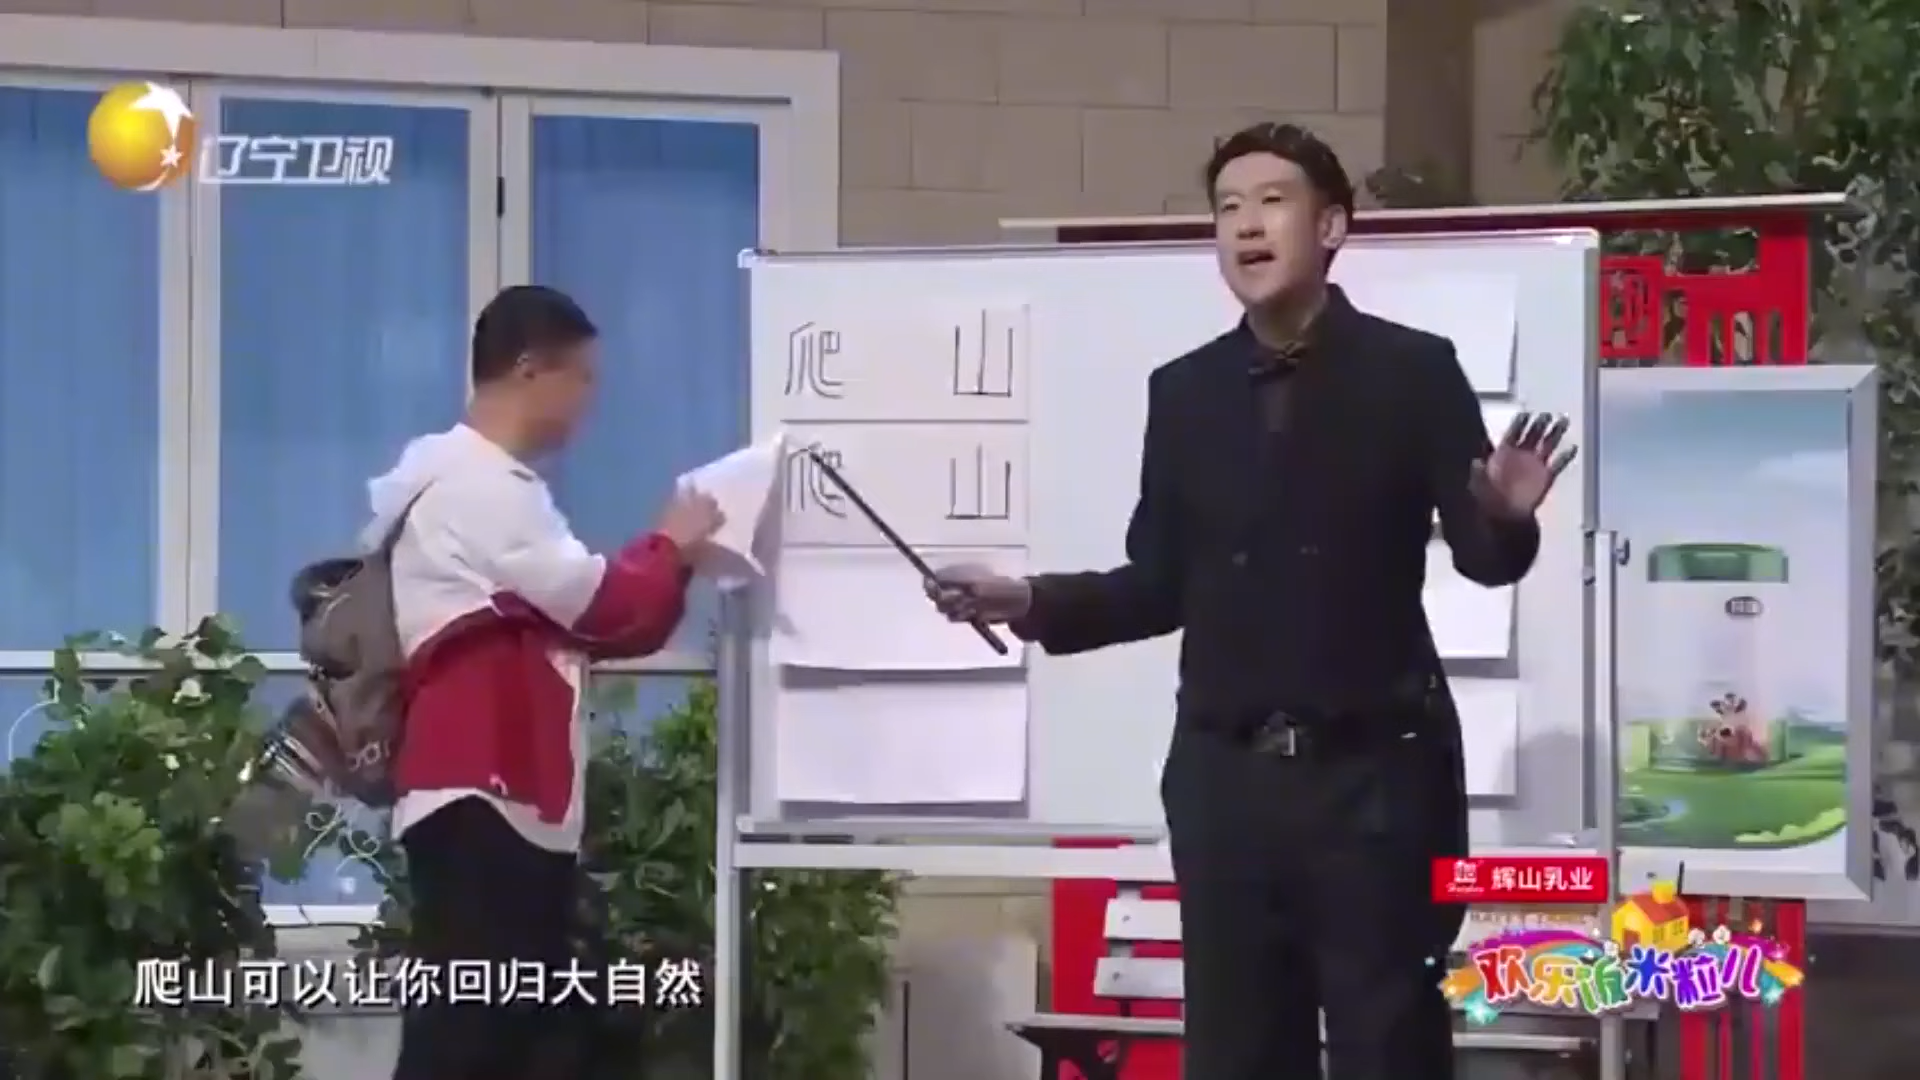 辽宁卫视
爬 山
爬 山
辉山乳业
欢乐饭米粒儿
爬山可以让你回归大自然